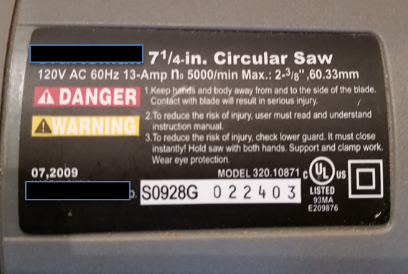 7 1/4-in. Circular Saw
120V AC 60Hz 13-Amp n₀ 5000/min Max.: 2-3/8",60.33mm
DANGER
1.Keep hands and body away from and to the side of the blade.
Contact with blade will result in serious injury.
WARNING
2.To reduce the risk of injury, user must read and understand
instruction manual.
3.To reduce the risk of injury, check lower guard. It must close
instantly! Hold saw with both hands. Support and clamp work.
Wear eye protection.
07,2009
MODEL 320.10871
S0928G 022403
C UL US
LISTED
93MA
E209876